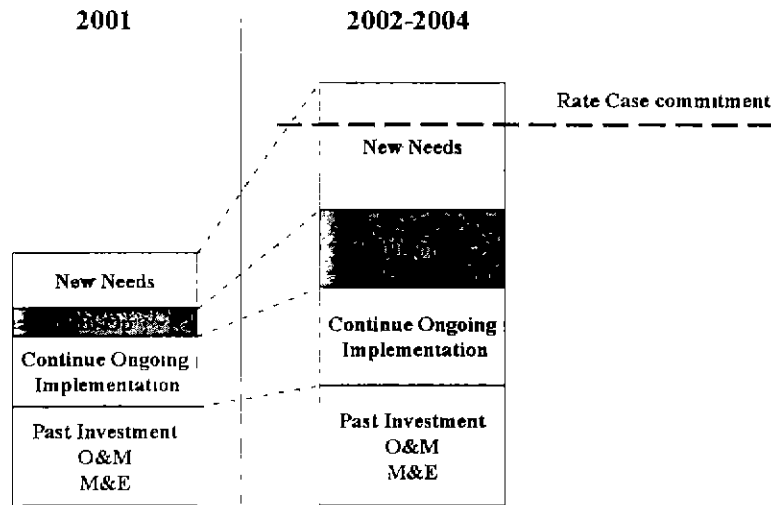 2001
2002-2004
Rate Case commitment
New Needs
New Needs
Continue Ongoing
Implementation
Continue Ongoing
Implementation
Past Investment
O&M
M&E
Past Investment
O&M
M&E